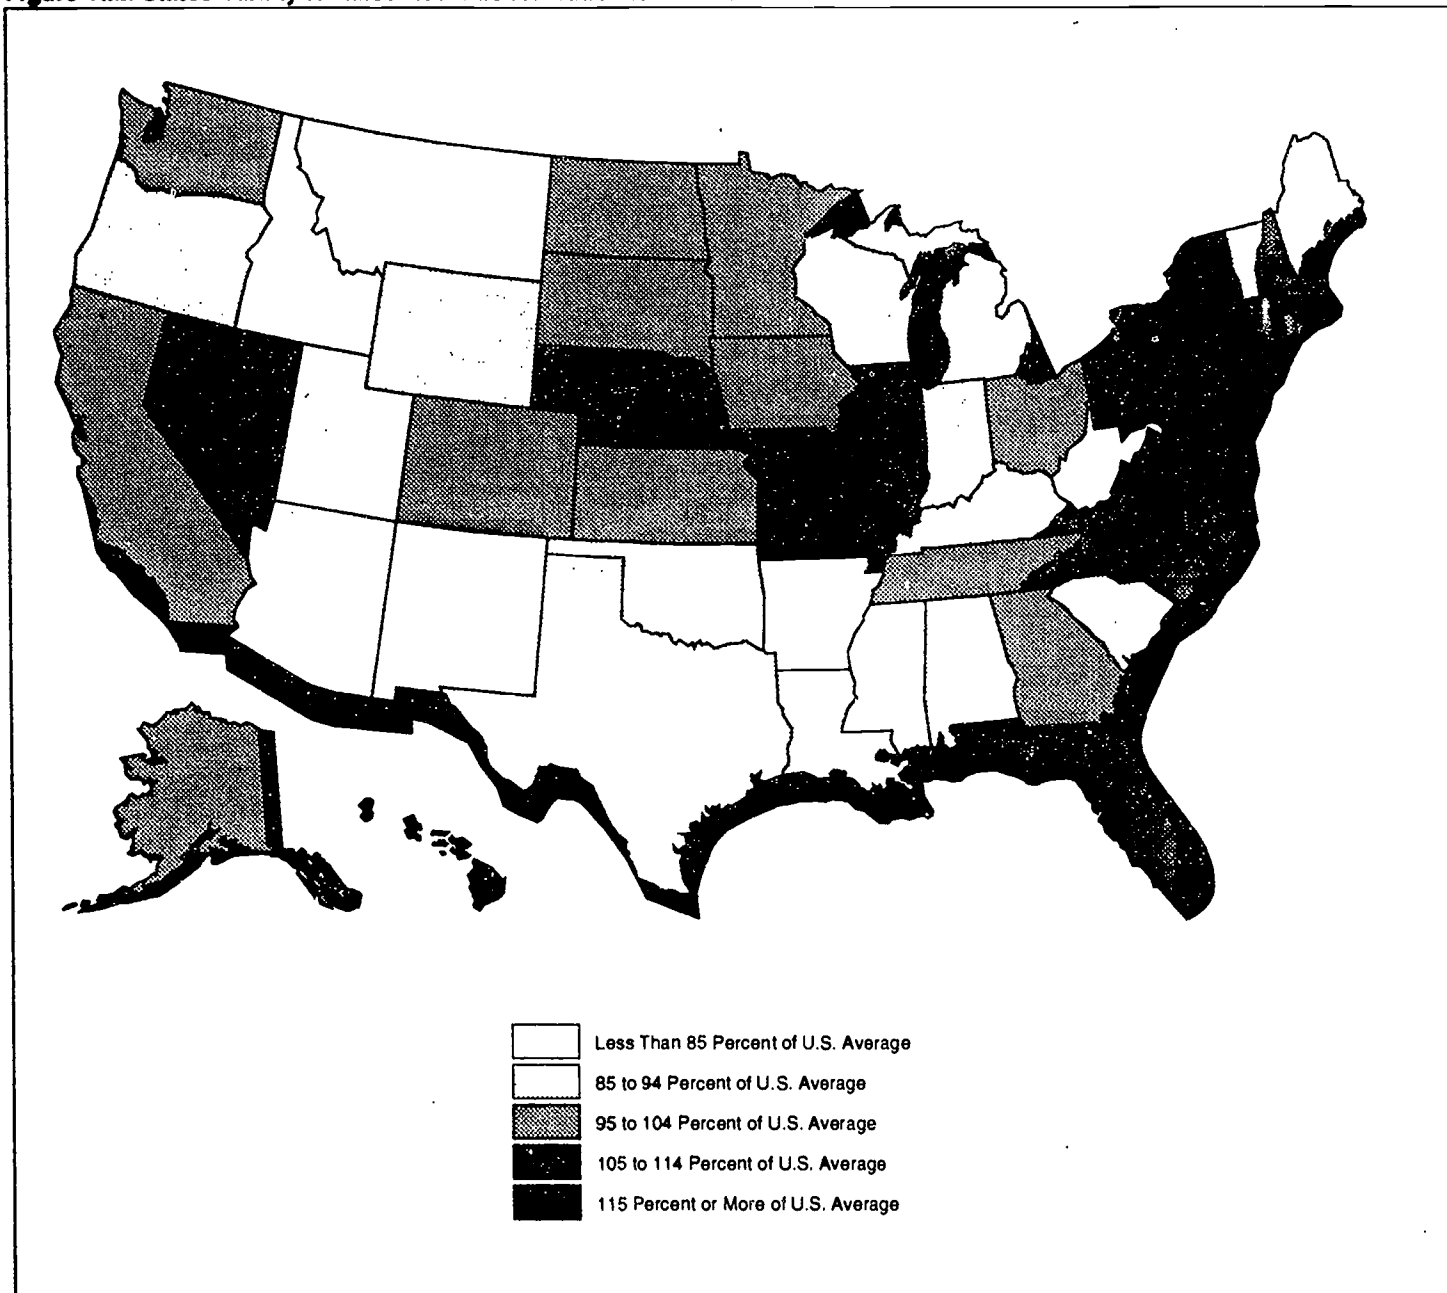 Less Than 85 Percent of U.S. Average
85 to 94 Percent of U.S. Average
95 to 104 Percent of U.S. Average
105 to 114 Percent of U.S. Average
115 Percent or More of U.S. Average